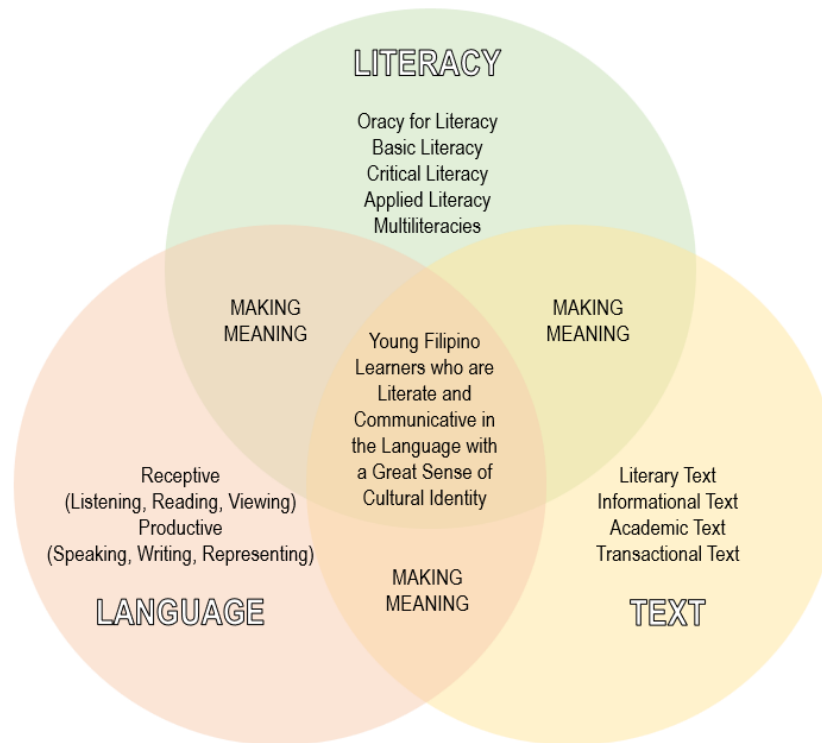 LITERACY
Oracy for Literacy
Basic Literacy
Critical Literacy
Applied Literacy
Multiliteracies
MAKING
MEANING
MAKING
MEANING
Young Filipino
Learners who are
Literate and
Communicative in
the Language with
a Great Sense of
Cultural Identity
Receptive
(Listening, Reading, Viewing)
Productive
(Speaking, Writing, Representing)
LANGUAGE
Literary Text
Informational Text
Academic Text
Transactional Text
TEXT
MAKING
MEANING